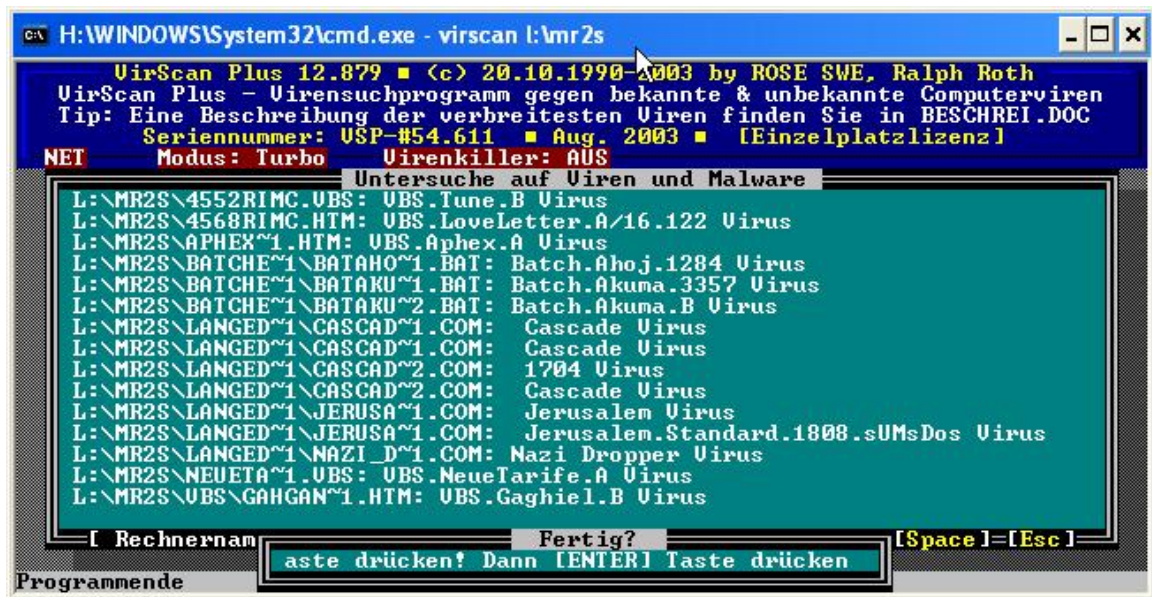 H:\WINDOWS\System32\cmd.exe - virscan l:\mr2s
VirScan Plus 12.879 ■ (c) 20.10.1990-2003 by ROSE SWE, Ralph Roth
VirScan Plus - Virensuchprogramm gegen bekannte & unbekannte Computerviren
Tip: Eine Beschreibung der verbreitesten Viren finden Sie in BESCHREI.DOC
Seriennummer: VSP-#54.611 ■ Aug. 2003 ■ [Einzelplatzlizenz]
NET Modus: Turbo Virenkiller: AUS
Untersuche auf Viren und Malware
L:\MR2S\4552RIMC.VBS: VBS.Tune.B Virus
L:\MR2S\4568RIMC.HTM: VBS.LoveLetter.A/16.122 Virus
L:\MR2S\APHEX~1.HTM: VBS.Aphex.A Virus
L:\MR2S\BATCHE~1\BATAHO~1.BAT: Batch.Ahoj.1284 Virus
L:\MR2S\BATCHE~1\BATAKU~1.BAT: Batch.Akuma.3357 Virus
L:\MR2S\BATCHE~1\BATAKU~2.BAT: Batch.Akuma.B Virus
L:\MR2S\LANGED~1\CASCAD~1.COM: Cascade Virus
L:\MR2S\LANGED~1\CASCAD~1.COM: Cascade Virus
L:\MR2S\LANGED~1\CASCAD~2.COM: 1704 Virus
L:\MR2S\LANGED~1\CASCAD~2.COM: Cascade Virus
L:\MR2S\LANGED~1\JERUSA~1.COM: Jerusalem Virus
L:\MR2S\LANGED~1\JERUSA~1.COM: Jerusalem.Standard.1808.sUMsDos Virus
L:\MR2S\LANGED~1\NAZI_D~1.COM: Nazi Dropper Virus
L:\MR2S\NEUETA~1.VBS: VBS.NeueTarife.A Virus
L:\MR2S\VBS\GAHGAN~1.HTM: VBS.Gaghiel.B Virus
[ Rechnernam Fertig? [Space]=[Esc]
aste drücken! Dann [ENTER] Taste drücken
Programmende